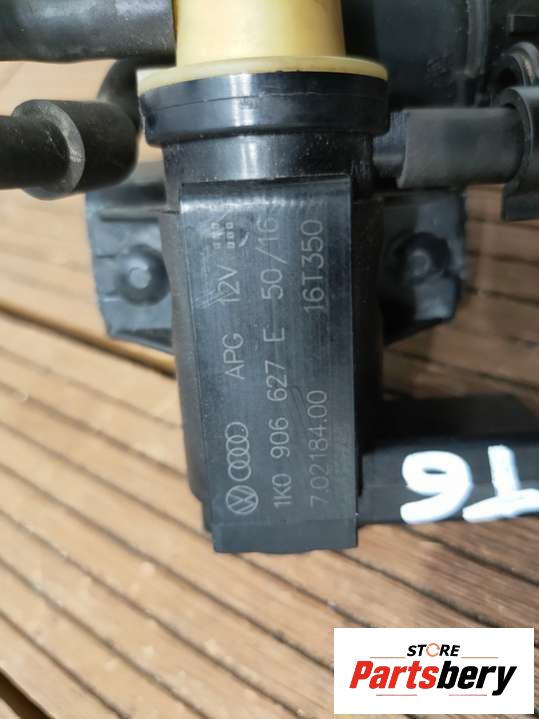 APG 12V
1K0 906 627 E 50/16
7.02184.00 16T350
T6
STORE
Partsbery